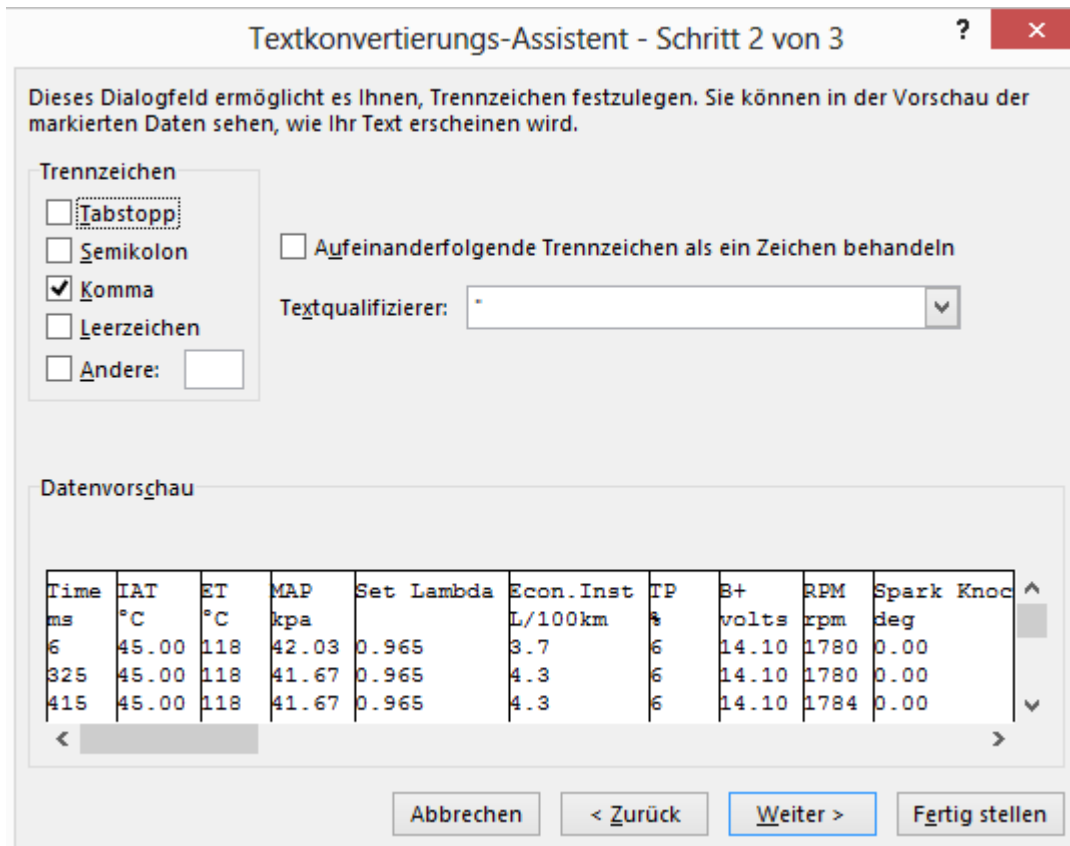 Textkonvertierungs-Assistent - Schritt 2 von 3
?
Dieses Dialogfeld ermöglicht es Ihnen, Trennzeichen festzulegen. Sie können in der Vorschau der
markierten Daten sehen, wie Ihr Text erscheinen wird.
Trennzeichen
Tabstopp
Semikolon
Komma
Leerzeichen
Andere:
Aufeinanderfolgende Trennzeichen als ein Zeichen behandeln
Textqualifizierer: "
Datenvorschau
Time IAT ET MAP Set Lambda Econ.Inst TP B+ RPM Spark Knoc
ms °C °C kpa L/100km % volts rpm deg
6 45.00 118 42.03 0.965 3.7 6 14.10 1780 0.00
325 45.00 118 41.67 0.965 4.3 6 14.10 1780 0.00
415 45.00 118 41.67 0.965 4.3 6 14.10 1784 0.00
Abbrechen < Zurück Weiter > Fertig stellen